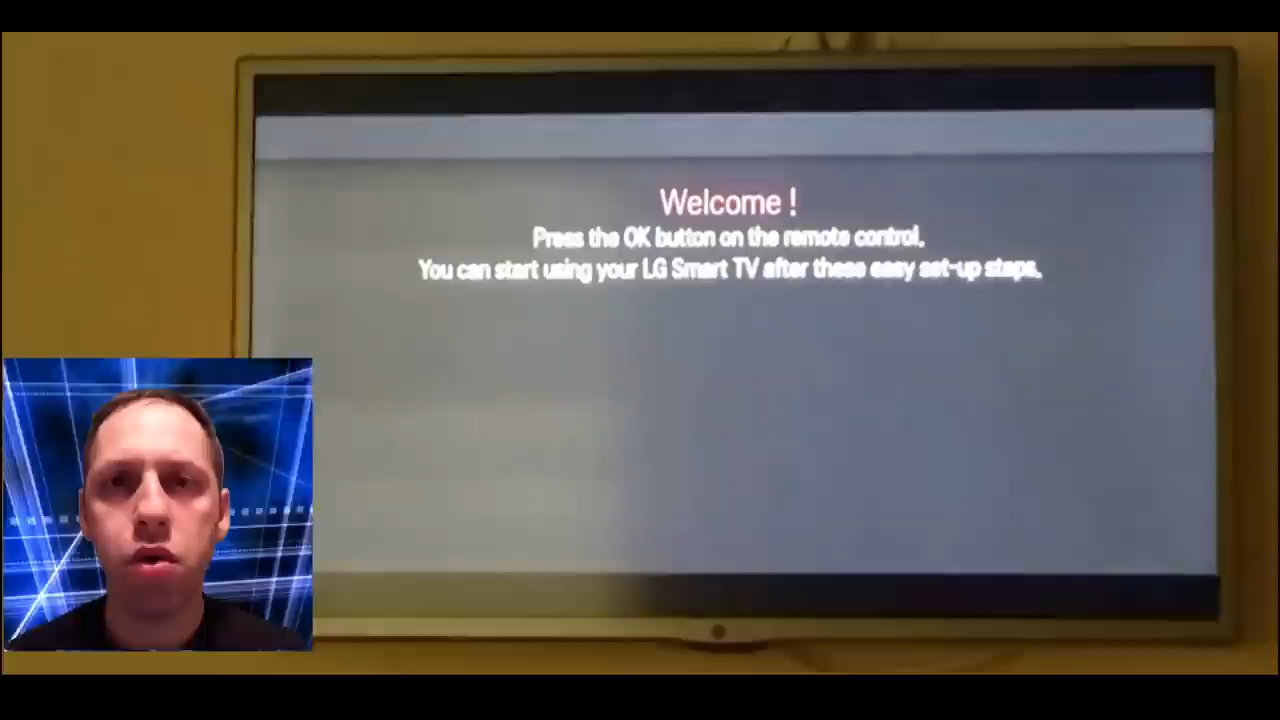 Welcome !
Press the OK button on the remote control.
You can start using your LG Smart TV after these easy set-up steps.